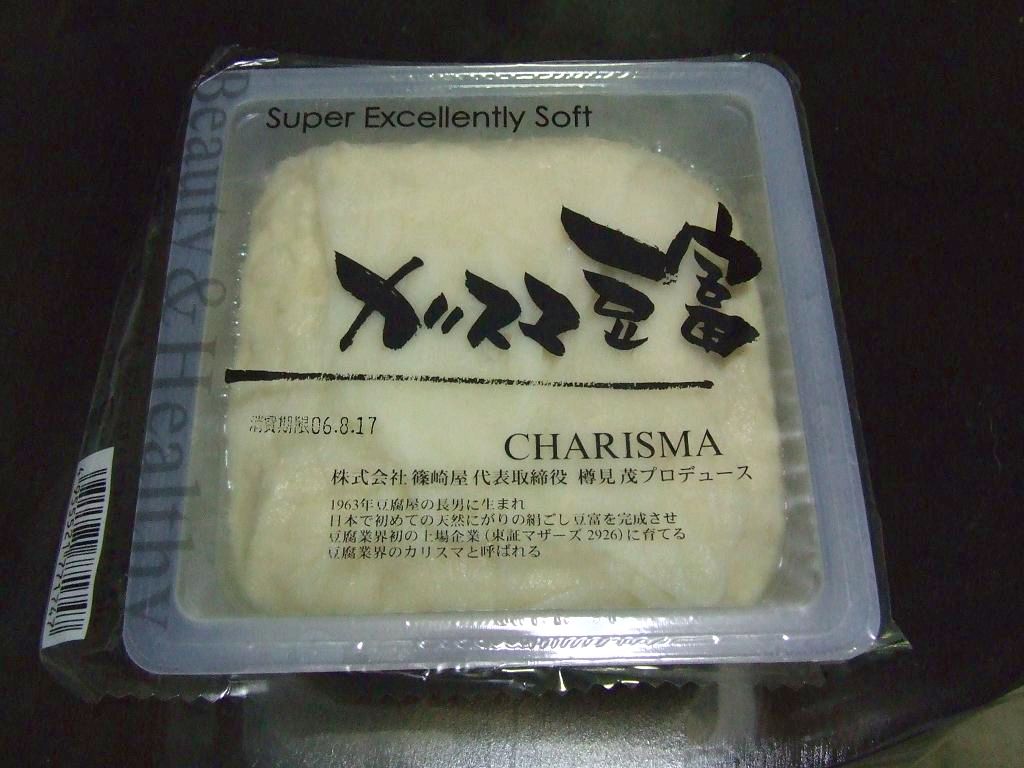 Super Excellently Soft
Beauty & Healthy
カリスマ豆富
消費期限06.8.17
CHARISMA
株式会社 篠崎屋 代表取締役 樽見 茂プロデュース
1963年豆腐屋の長男に生まれ
日本で初めての天然にがりの絹ごし豆富を完成させ
豆腐業界初の上場企業(東証マザーズ 2926)に育てる
豆腐業界のカリスマと呼ばれる